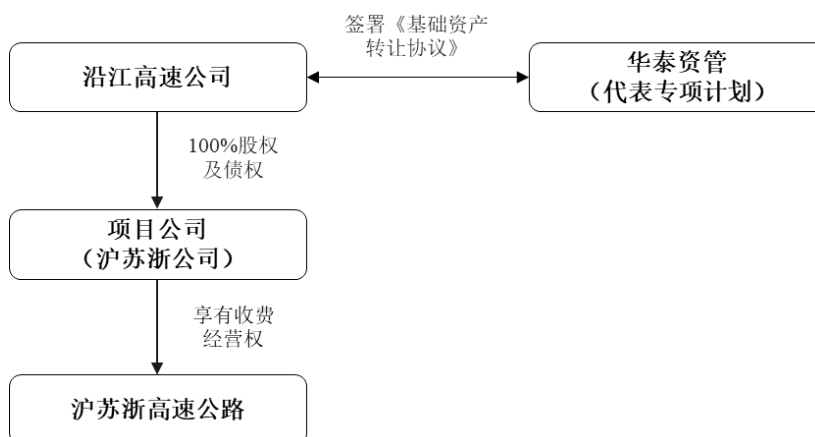 签署《基础资产
转让协议》
沿江高速公司
华泰资管
（代表专项计划）
100%股权
及债权
项目公司
（沪苏浙公司）
享有收费
经营权
沪苏浙高速公路